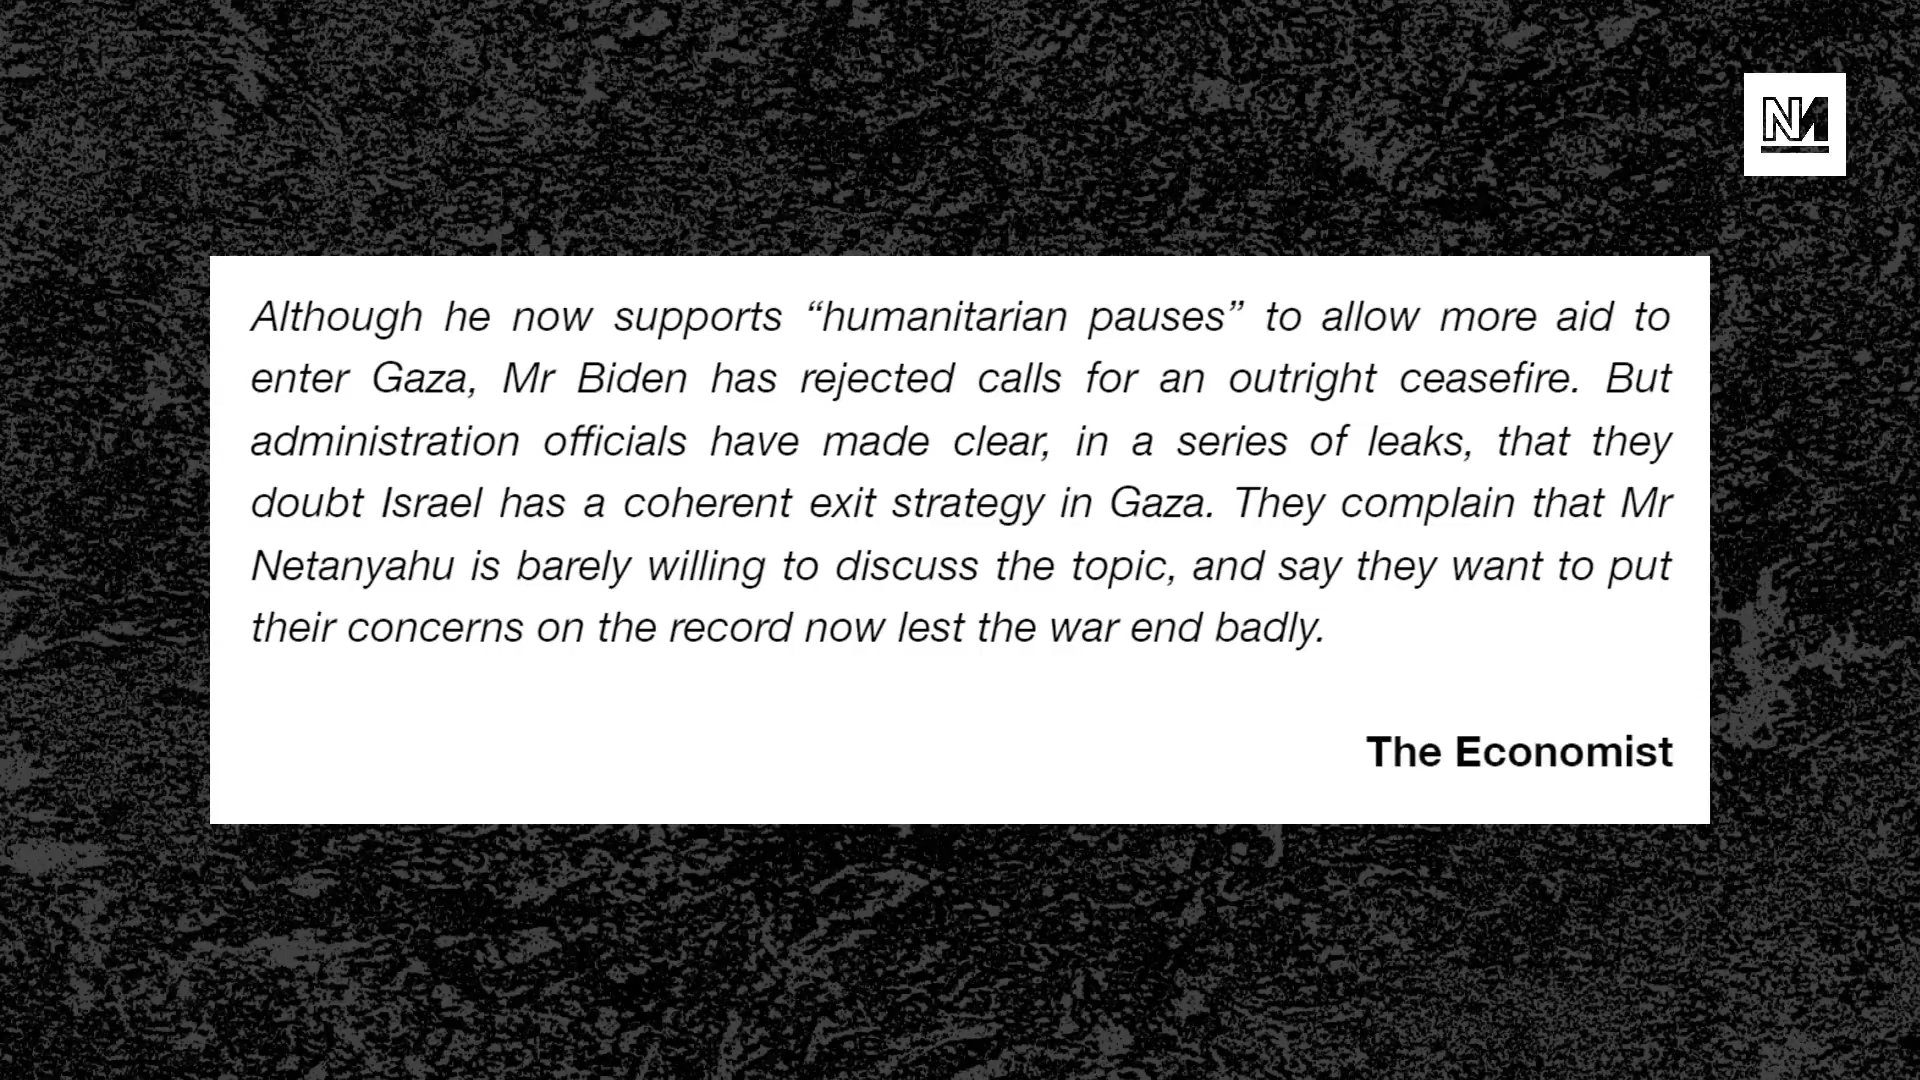 NM
Although he now supports “humanitarian pauses” to allow more aid to
enter Gaza, Mr Biden has rejected calls for an outright ceasefire. But
administration officials have made clear, in a series of leaks, that they
doubt Israel has a coherent exit strategy in Gaza. They complain that Mr
Netanyahu is barely willing to discuss the topic, and say they want to put
their concerns on the record now lest the war end badly.
The Economist